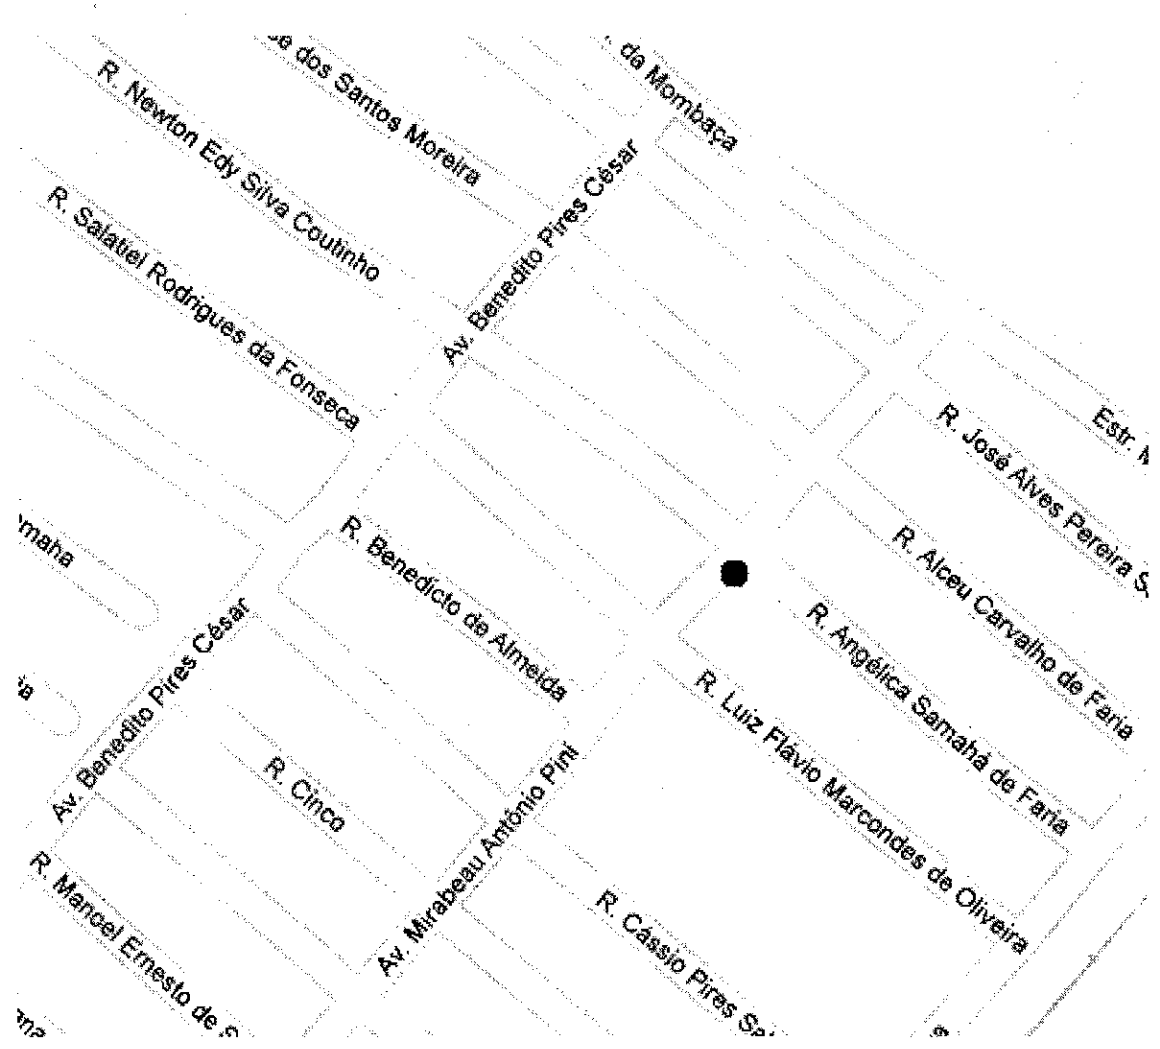 da Mombaça
dos Santos Moreira
R. Newton Edy Silva Coutinho
Av. Benedito Pires César
R. Salatiel Rodrigues da Fonseca
Estr.
R. José Alves Pereira
R. Alceu Carvalho de Faria
R. Benedicto de Almeida
R. Angélica Samahá de Faria
Av. Benedito Pires César
R. Luiz Flávio Marcondes de Oliveira
R. Cinco
Av. Mirabeau Antônio Pini
R. Manoel Ernesto de
R. Cássio Pires